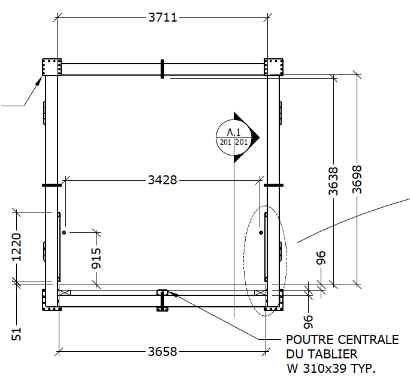 3711
A.1
201 201
3428
3638
3698
1220
915
96
51
96
3658
POUTRE CENTRALE
DU TABLIER
W 310x39 TYP.